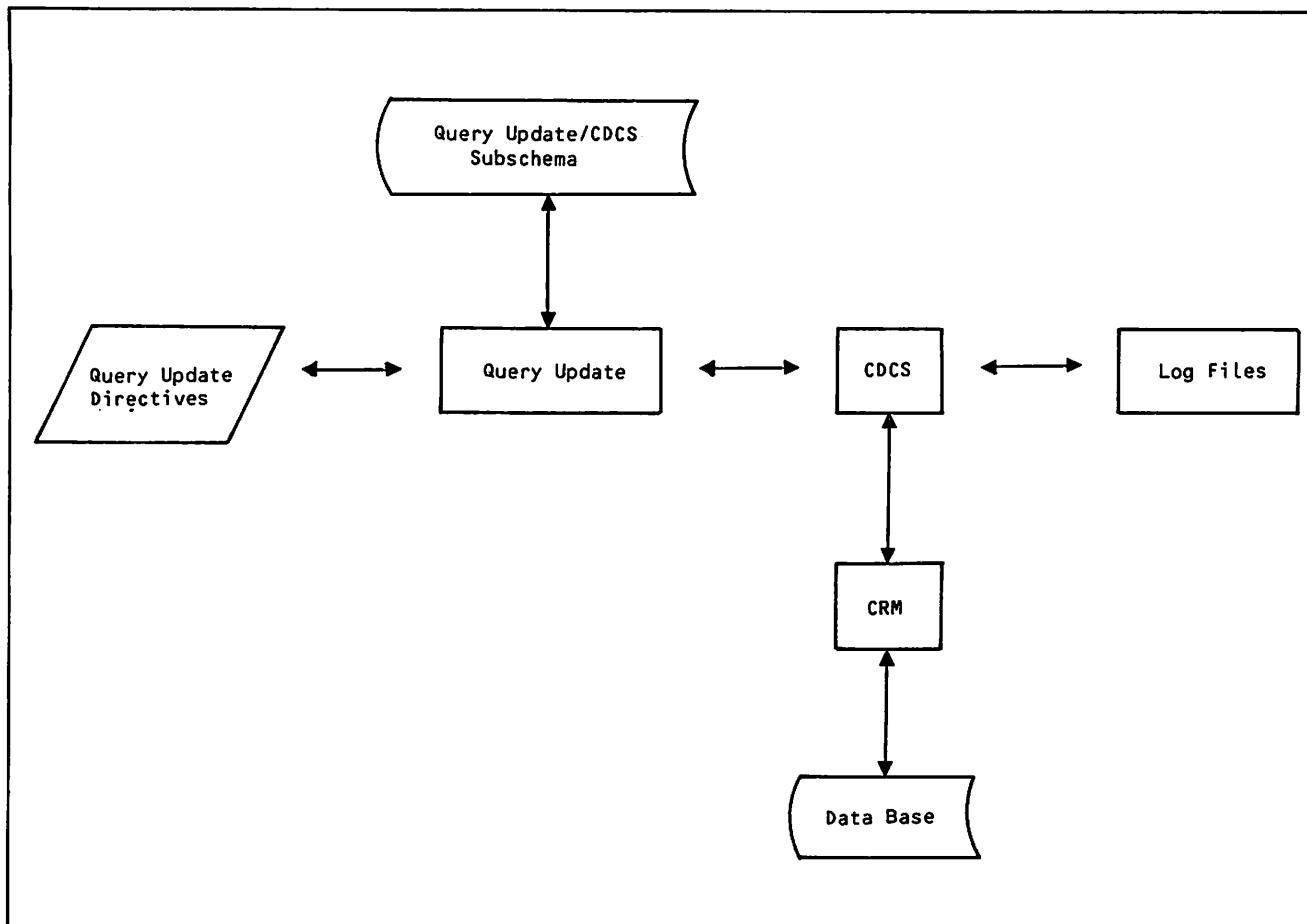 Query Update/CDCS
Subschema
Query Update
Directives
Query Update
CDCS
Log Files
CRM
Data Base